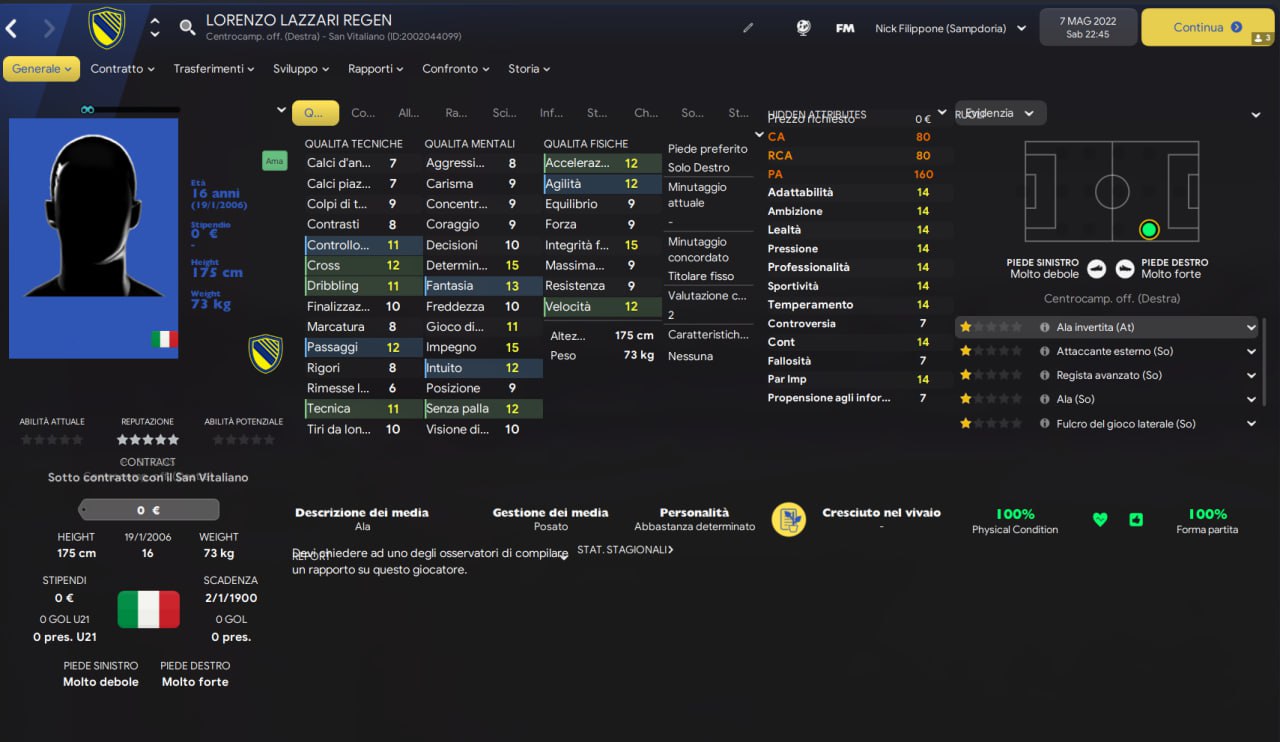 LORENZO LAZZARI REGEN
Centrocamp. off. (Destra) - San Vitaliano (ID:2002044099)
FM
Nick Filippone (Sampdoria)
7 MAG 2022
Sab 22:45
Continua
3
Generale
Contratto
Trasferimenti
Sviluppo
Rapporti
Confronto
Storia
Q...
Co...
All...
Ra...
Sci...
Inf...
St...
Ch...
So...
St...
Ama
Età
16 anni
(19/1/2006)
Stipendio
0 €
-
Height
175 cm
Weight
73 kg
ABILITÀ ATTUALE
REPUTAZIONE
ABILITÀ POTENZIALE
CONTRACT
Sotto contratto con il San Vitaliano
0 €
HEIGHT
175 cm
19/1/2006
16
WEIGHT
73 kg
STIPENDI
0 €
SCADENZA
2/1/1900
0 GOL U21
0 pres. U21
0 GOL
0 pres.
PIEDE SINISTRO
Molto debole
PIEDE DESTRO
Molto forte
QUALITÀ TECNICHE
Calci d'an... 7
Calci piaz... 7
Colpi di t... 9
Contrasti 8
Controllo... 11
Cross 12
Dribbling 11
Finalizzaz... 10
Marcatura 8
Passaggi 12
Rigori 8
Rimesse l... 6
Tecnica 11
Tiri da lon... 10
QUALITÀ MENTALI
Aggressi... 8
Carisma 9
Concentr... 9
Coraggio 9
Decisioni 10
Determin... 15
Fantasia 13
Freddezza 10
Gioco di... 11
Impegno 15
Intuito 12
Posizione 9
Senza palla 12
Visione di... 10
QUALITÀ FISICHE
Acceleraz... 12
Agilità 12
Equilibrio 9
Forza 9
Integrità f... 15
Massima... 9
Resistenza 9
Velocità 12
Altez... 175 cm
Peso 73 kg
Piede preferito
Solo Destro
Minutaggio
attuale
-
Minutaggio
concordato
Titolare fisso
Valutazione c...
2
Caratteristich...
Nessuna
HIDDEN ATTRIBUTES
Prezzo richiesto 0 €
CA 80
RCA 80
PA 160
Adattabilità 14
Ambizione 14
Lealtà 14
Pressione 14
Professionalità 14
Sportività 14
Temperamento 14
Controversia 7
Cont 14
Fallosità 7
Par Imp 14
Propensione agli infor... 7
RUOLI
Evidenzia
PIEDE SINISTRO
Molto debole
PIEDE DESTRO
Molto forte
Centrocamp. off. (Destra)
Ala invertita (At)
Attaccante esterno (So)
Regista avanzato (So)
Ala (So)
Fulcro del gioco laterale (So)
Descrizione dei media
Ala
Gestione dei media
Posato
Personalità
Abbastanza determinato
Cresciuto nel vivaio
-
100%
Physical Condition
100%
Forma partita
REPORT
Devi chiedere ad uno degli osservatori di compilare
un rapporto su questo giocatore.
STAT. STAGIONALI